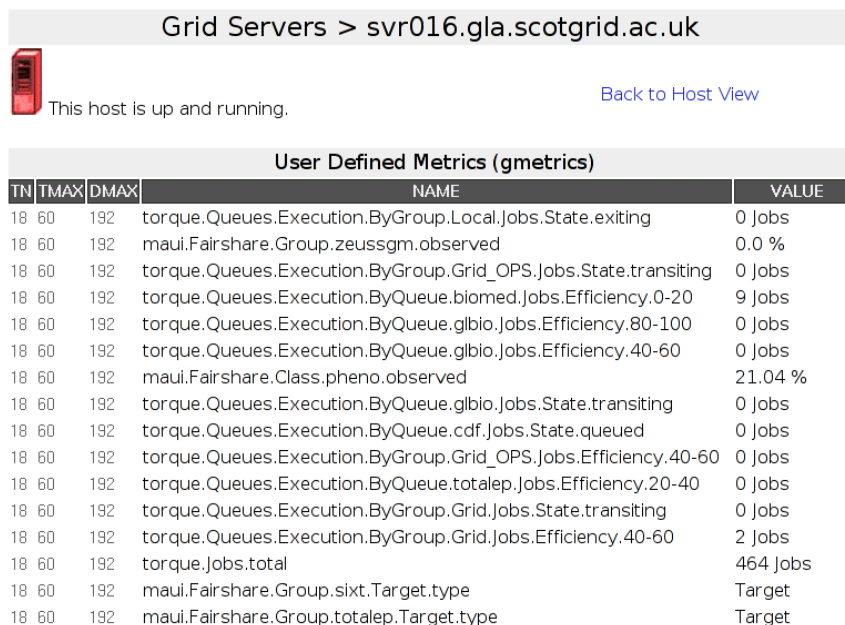 Grid Servers > svr016.gla.scotgrid.ac.uk
This host is up and running.
Back to Host View
User Defined Metrics (gmetrics)
TN TMAX DMAX NAME VALUE
18 60 192 torque.Queues.Execution.ByGroup.Local.Jobs.State.exiting 0 Jobs
18 60 192 maui.Fairshare.Group.zeussgm.observed 0.0 %
18 60 192 torque.Queues.Execution.ByGroup.Grid_OPS.Jobs.State.transiting 0 Jobs
18 60 192 torque.Queues.Execution.ByQueue.biomed.Jobs.Efficiency.0-20 9 Jobs
18 60 192 torque.Queues.Execution.ByQueue.glbio.Jobs.Efficiency.80-100 0 Jobs
18 60 192 torque.Queues.Execution.ByQueue.glbio.Jobs.Efficiency.40-60 0 Jobs
18 60 192 maui.Fairshare.Class.pheno.observed 21.04 %
18 60 192 torque.Queues.Execution.ByQueue.glbio.Jobs.State.transiting 0 Jobs
18 60 192 torque.Queues.Execution.ByQueue.cdf.Jobs.State.queued 0 Jobs
18 60 192 torque.Queues.Execution.ByGroup.Grid_OPS.Jobs.Efficiency.40-60 0 Jobs
18 60 192 torque.Queues.Execution.ByQueue.totalep.Jobs.Efficiency.20-40 0 Jobs
18 60 192 torque.Queues.Execution.ByGroup.Grid.Jobs.State.transiting 0 Jobs
18 60 192 torque.Queues.Execution.ByGroup.Grid.Jobs.Efficiency.40-60 2 Jobs
18 60 192 torque.Jobs.total 464 Jobs
18 60 192 maui.Fairshare.Group.sixt.Target.type Target
18 60 192 maui.Fairshare.Group.totalep.Target.type Target